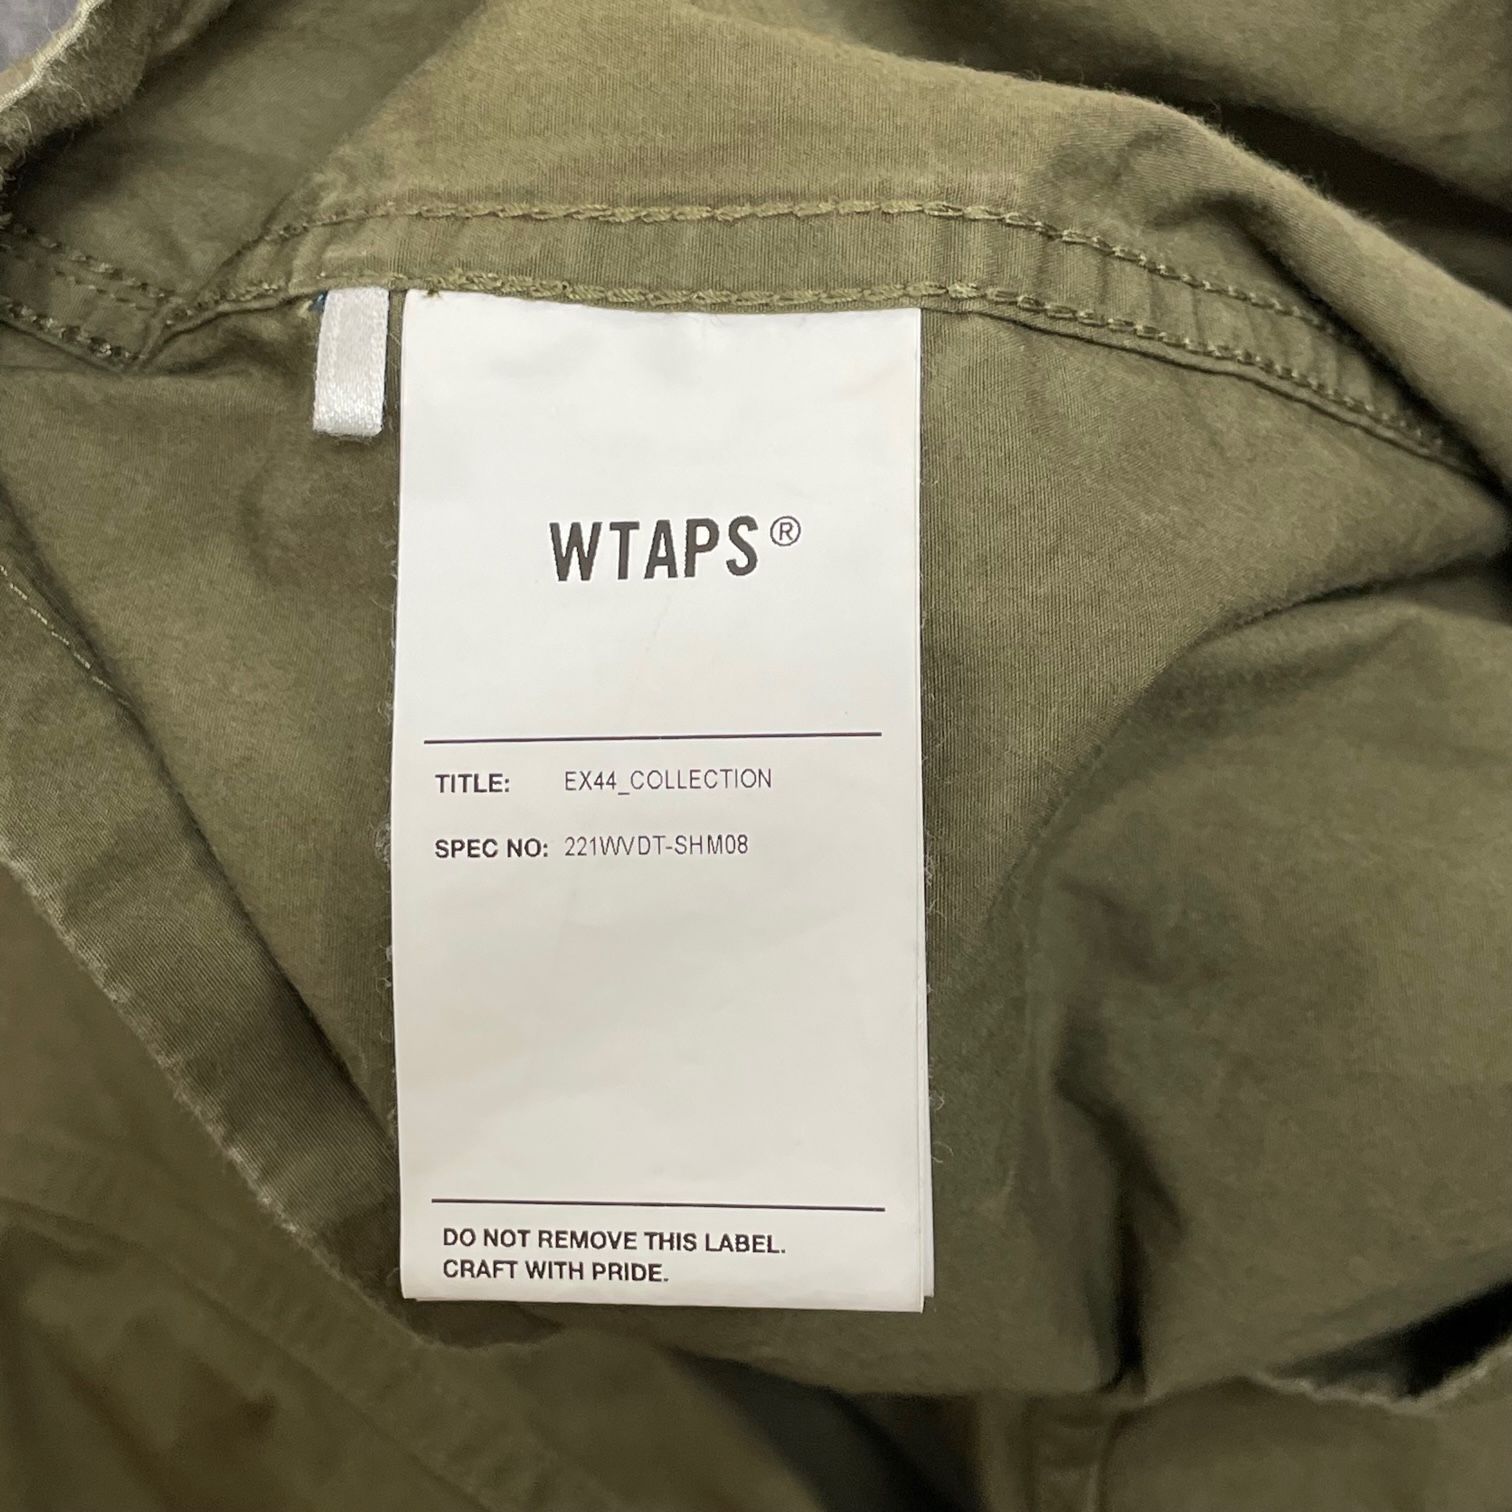 WTAPS®
TITLE: EX44_COLLECTION
SPEC NO: 221WVDT-SHM08
DO NOT REMOVE THIS LABEL.
CRAFT WITH PRIDE.